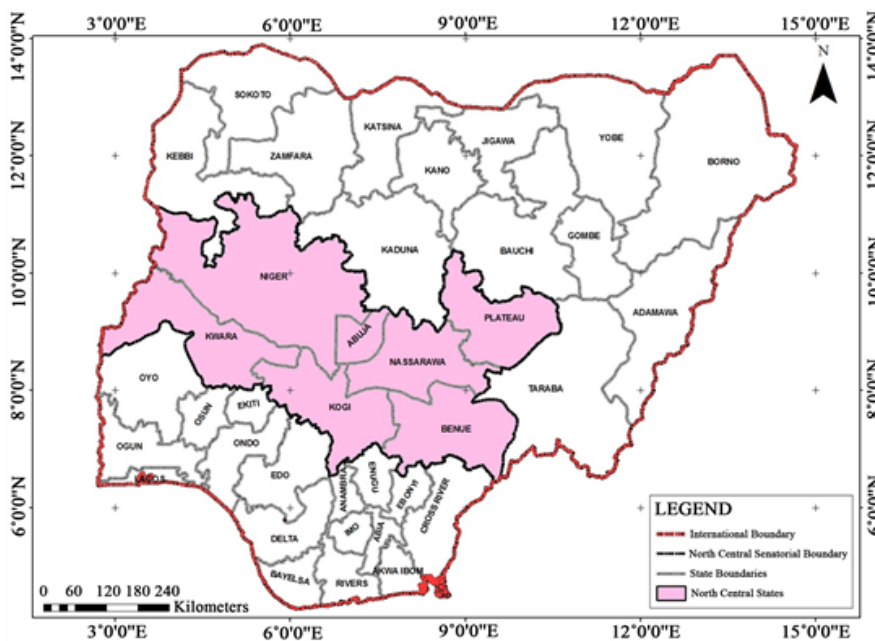 3°0'0"E 6°0'0"E 9°0'0"E 12°0'0"E 15°0'0"E
14°0'0"N
12°0'0"N
10°0'0"N
8°0'0"N
6°0'0"N
14°0'0"N
12°0'0"N
10°0'0"N
8°0'0"N
6°0'0"N
N
SOKOTO
KATSINA
JIGAWA
YOBE
BORNO
KEBBI
ZAMFARA
KANO
KADUNA
BAUCHI
GOMBE
NIGER
ADAMAWA
PLATEAU
KWARA
ABUJA
NASSARAWA
TARABA
OYO
KOGI
BENUE
OSUN
EKITI
OGUN
ONDO
LAGOS
EDO
ANAMBRA
ENUGU
EBONYI
CROSS RIVER
DELTA
IMO
ABIA
BAYELSA
RIVERS
AKWA IBOM
LEGEND
International Boundary
North Central Senatorial Boundary
State Boundaries
North Central States
0 30 60 120 180 240
Kilometers
3°0'0"E 6°0'0"E 9°0'0"E 12°0'0"E 15°0'0"E